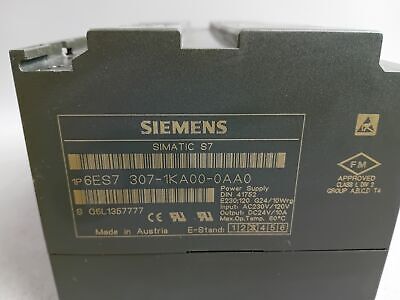 SIEMENS
SIMATIC S7
1P 6ES7 307-1KA00-0AA0
Power Supply
DIN 41752
E230;120 G24/10Wrg
Input: AC230V/120V
Output: DC24V/10A
Max.Op.Temp. 60°C
S Q6L1357777
Made in Austria
E-Stand: 1 2 3 4 5 6
FM
APPROVED
CLASS I, DIV 2
GROUP A,B,C,D T4